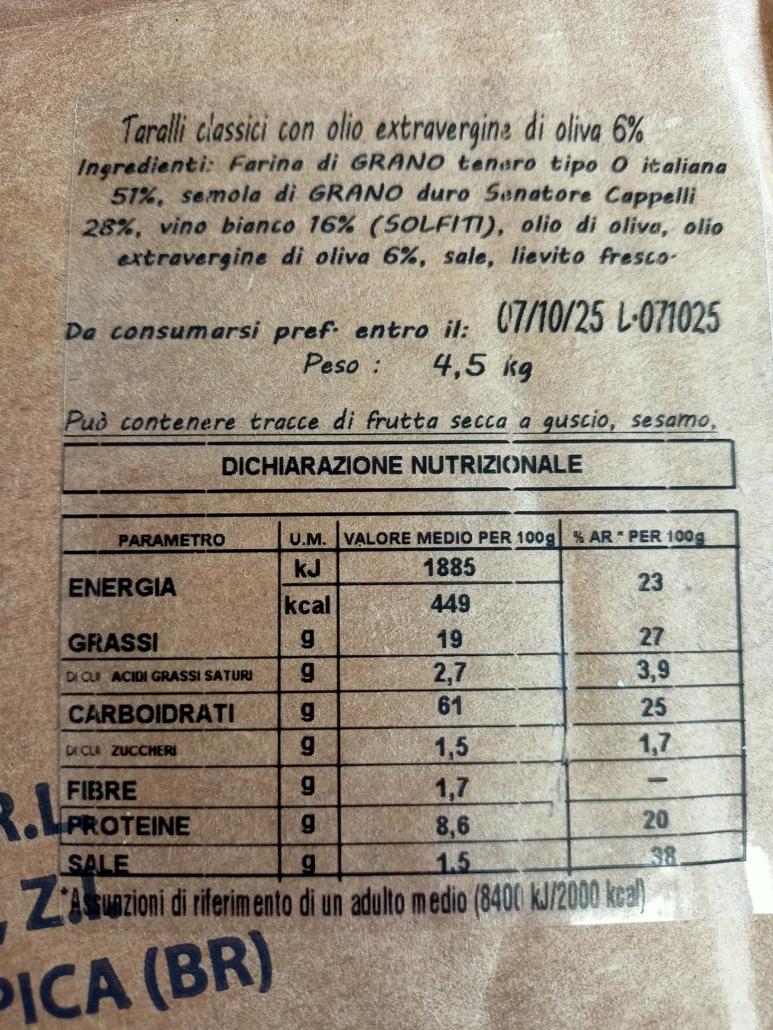 Taralli classici con olio extravergine di oliva 6%
Ingredienti: Farina di GRANO tenero tipo 0 italiana
51%, semola di GRANO duro Senatore Cappelli
28%, vino bianco 16% (SOLFITI), olio di oliva, olio
extravergine di oliva 6%, sale, lievito fresco.
Da consumarsi pref. entro il: 07/10/25 L.071025
Peso : 4,5 kg
Può contenere tracce di frutta secca a guscio, sesamo.
DICHIARAZIONE NUTRIZIONALE
PARAMETRO U.M. VALORE MEDIO PER 100g % AR * PER 100g
ENERGIA kJ 1885 23
kcal 449
GRASSI g 19 27
DI CUI ACIDI GRASSI SATURI g 2,7 3,9
CARBOIDRATI g 61 25
DI CUI ZUCCHERI g 1,5 1,7
FIBRE g 1,7 –
PROTEINE g 8,6 20
SALE g 1,5 38
*Assunzioni di riferimento di un adulto medio (8400 kJ/2000 kcal)
R.L
, Z.I.
PICA (BR)